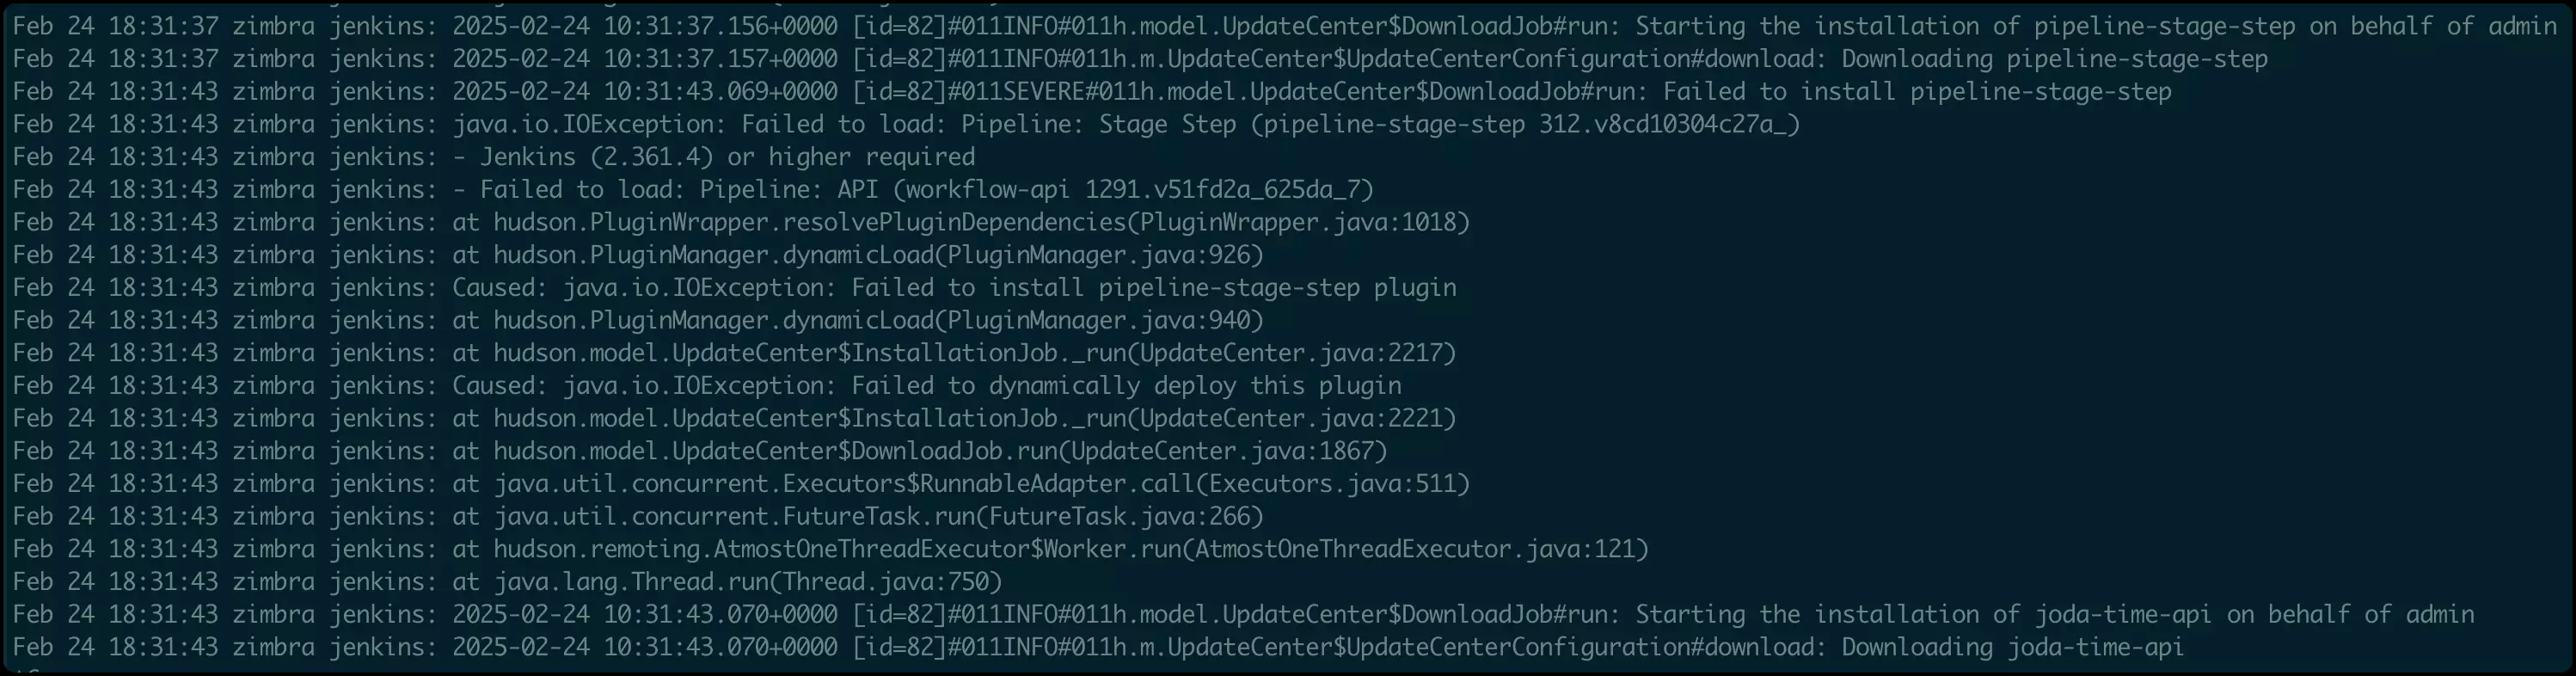 Feb 24 18:31:37 zimbra jenkins: 2025-02-24 10:31:37.156+0000 [id=82]#011INFO#011h.model.UpdateCenter$DownloadJob#run: Starting the installation of pipeline-stage-step on behalf of admin
Feb 24 18:31:37 zimbra jenkins: 2025-02-24 10:31:37.157+0000 [id=82]#011INFO#011h.m.UpdateCenter$UpdateCenterConfiguration#download: Downloading pipeline-stage-step
Feb 24 18:31:43 zimbra jenkins: 2025-02-24 10:31:43.069+0000 [id=82]#011SEVERE#011h.model.UpdateCenter$DownloadJob#run: Failed to install pipeline-stage-step
Feb 24 18:31:43 zimbra jenkins: java.io.IOException: Failed to load: Pipeline: Stage Step (pipeline-stage-step 312.v8cd10304c27a_)
Feb 24 18:31:43 zimbra jenkins: - Jenkins (2.361.4) or higher required
Feb 24 18:31:43 zimbra jenkins: - Failed to load: Pipeline: API (workflow-api 1291.v51fd2a_625da_7)
Feb 24 18:31:43 zimbra jenkins: at hudson.PluginWrapper.resolvePluginDependencies(PluginWrapper.java:1018)
Feb 24 18:31:43 zimbra jenkins: at hudson.PluginManager.dynamicLoad(PluginManager.java:926)
Feb 24 18:31:43 zimbra jenkins: Caused: java.io.IOException: Failed to install pipeline-stage-step plugin
Feb 24 18:31:43 zimbra jenkins: at hudson.PluginManager.dynamicLoad(PluginManager.java:940)
Feb 24 18:31:43 zimbra jenkins: at hudson.model.UpdateCenter$InstallationJob._run(UpdateCenter.java:2217)
Feb 24 18:31:43 zimbra jenkins: Caused: java.io.IOException: Failed to dynamically deploy this plugin
Feb 24 18:31:43 zimbra jenkins: at hudson.model.UpdateCenter$InstallationJob._run(UpdateCenter.java:2221)
Feb 24 18:31:43 zimbra jenkins: at hudson.model.UpdateCenter$DownloadJob.run(UpdateCenter.java:1867)
Feb 24 18:31:43 zimbra jenkins: at java.util.concurrent.Executors$RunnableAdapter.call(Executors.java:511)
Feb 24 18:31:43 zimbra jenkins: at java.util.concurrent.FutureTask.run(FutureTask.java:266)
Feb 24 18:31:43 zimbra jenkins: at hudson.remoting.AtmostOneThreadExecutor$Worker.run(AtmostOneThreadExecutor.java:121)
Feb 24 18:31:43 zimbra jenkins: at java.lang.Thread.run(Thread.java:750)
Feb 24 18:31:43 zimbra jenkins: 2025-02-24 10:31:43.070+0000 [id=82]#011INFO#011h.model.UpdateCenter$DownloadJob#run: Starting the installation of joda-time-api on behalf of admin
Feb 24 18:31:43 zimbra jenkins: 2025-02-24 10:31:43.070+0000 [id=82]#011INFO#011h.m.UpdateCenter$UpdateCenterConfiguration#download: Downloading joda-time-api